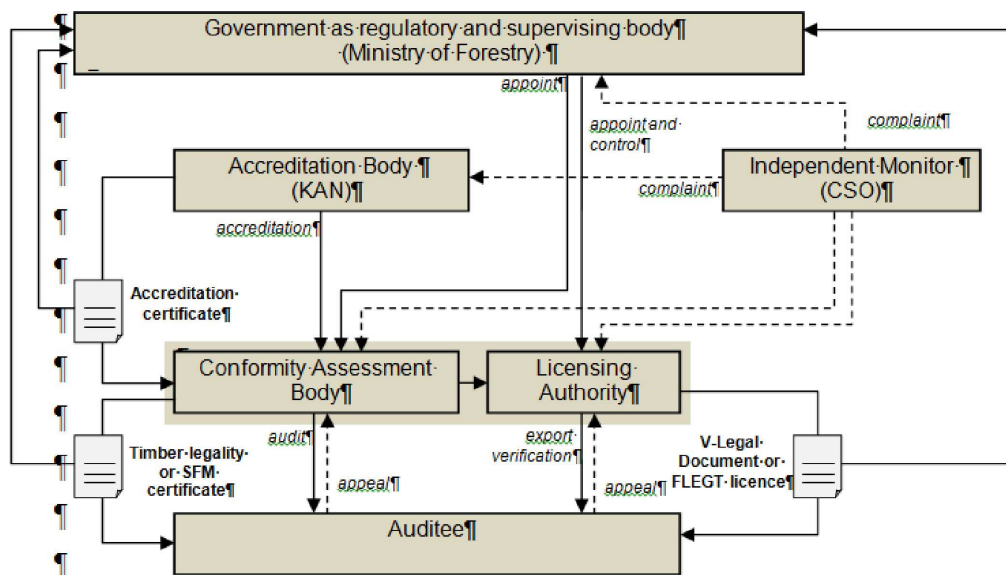 Government as regulatory and supervising body¶
(Ministry of Forestry) ¶
appoint¶
appoint and
control¶
complaint¶
Accreditation Body ¶
(KAN)¶
complaint¶
Independent Monitor ¶
(CSO)¶
accreditation¶
Accreditation
certificate¶
Conformity Assessment
Body¶
Licensing
Authority¶
audit¶
export
verification¶
Timber legality
or SFM
certificate¶
appeal¶
appeal¶
V-Legal
Document or
FLEGT licence¶
Auditee¶